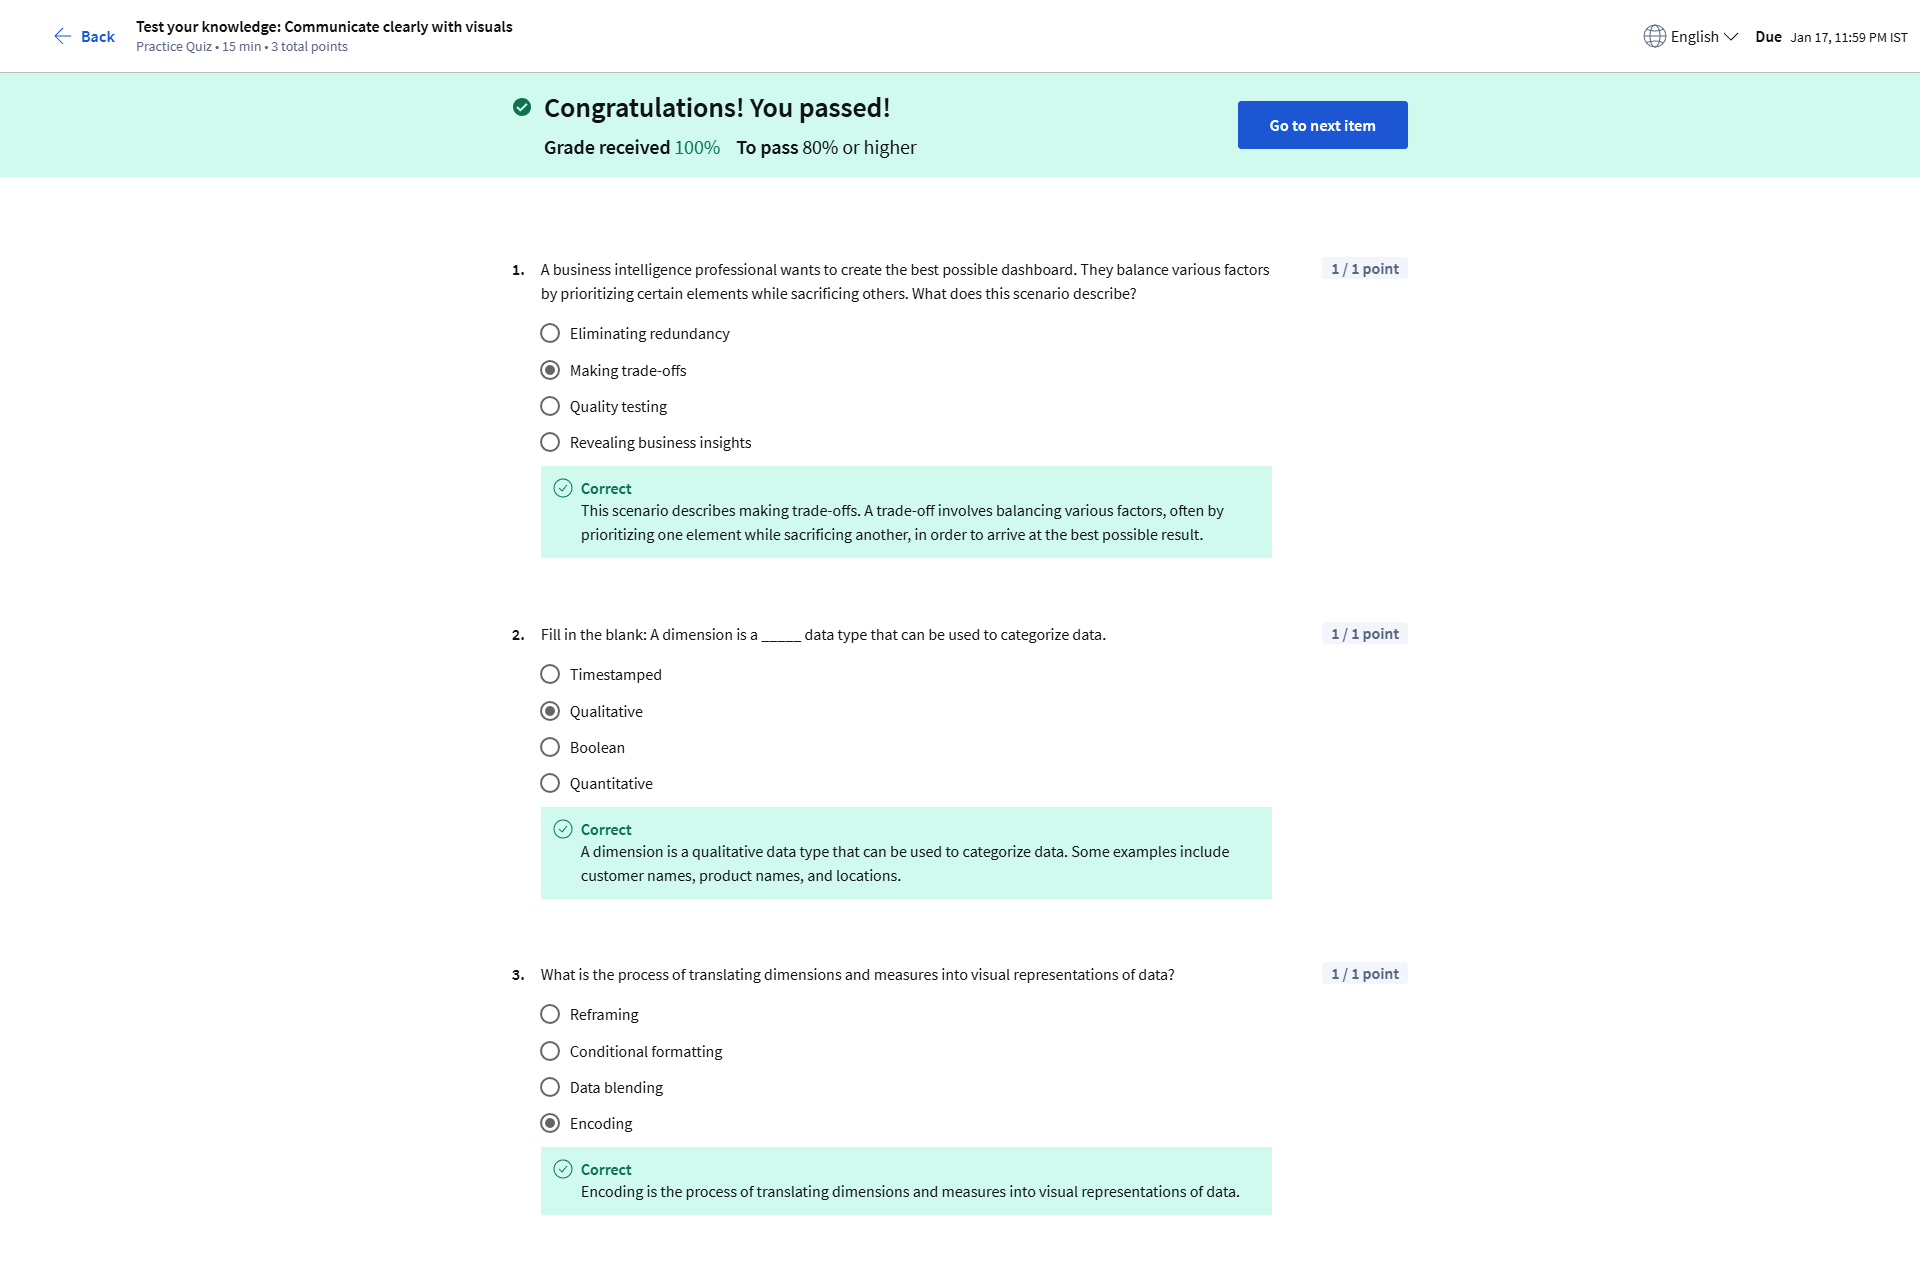 Back
Test your knowledge: Communicate clearly with visuals
Practice Quiz • 15 min • 3 total points
English
Due Jan 17, 11:59 PM IST
Congratulations! You passed!
Grade received 100% To pass 80% or higher
Go to next item
1. A business intelligence professional wants to create the best possible dashboard. They balance various factors
by prioritizing certain elements while sacrificing others. What does this scenario describe?
1 / 1 point
Eliminating redundancy
Making trade-offs
Quality testing
Revealing business insights
Correct
This scenario describes making trade-offs. A trade-off involves balancing various factors, often by
prioritizing one element while sacrificing another, in order to arrive at the best possible result.
2. Fill in the blank: A dimension is a _____ data type that can be used to categorize data.
1 / 1 point
Timestamped
Qualitative
Boolean
Quantitative
Correct
A dimension is a qualitative data type that can be used to categorize data. Some examples include
customer names, product names, and locations.
3. What is the process of translating dimensions and measures into visual representations of data?
1 / 1 point
Reframing
Conditional formatting
Data blending
Encoding
Correct
Encoding is the process of translating dimensions and measures into visual representations of data.